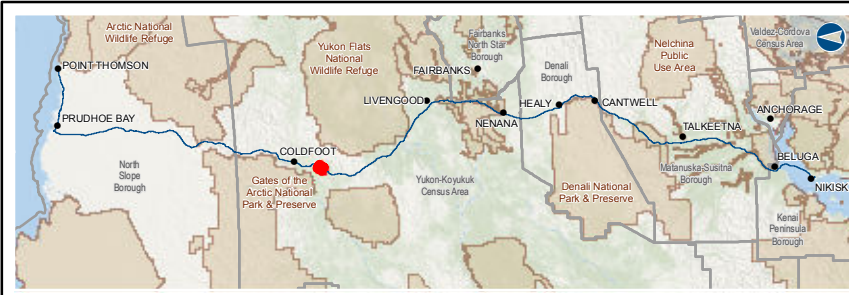 Arctic National
Wildlife Refuge
POINT THOMSON
PRUDHOE BAY
North
Slope
Borough
COLDFOOT
Gates of the
Arctic National
Park & Preserve
Yukon Flats
National
Wildlife Refuge
LIVENGOOD
FAIRBANKS
Fairbanks
North Star
Borough
NENANA
Yukon-Koyukuk
Census Area
Denali
Borough
HEALY
CANTWELL
Denali National
Park & Preserve
Nelchina
Public
Use Area
TALKEETNA
Matanuska-Susitna
Borough
Valdez-Cordova
Census Area
ANCHORAGE
BELUGA
NIKISK
Kenai
Peninsula
Borough